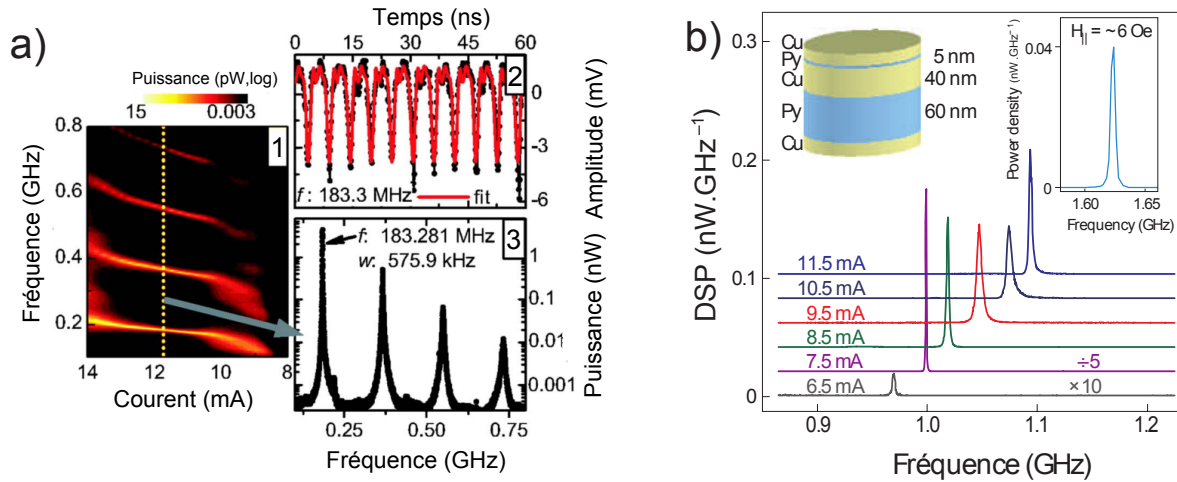 a)
Puissance (pW,log)
15 0.003
1
0.8
0.6
0.4
0.2
Fréquence (GHz)
14 12 10 8
Courent (mA)
Temps (ns)
0 10 20 30 40 50 60
2
0
-3
-6
Amplitude (mV)
f : 183.3 MHz fit
3
f: 183.281 MHz
w: 575.9 kHz
1
0.1
0.01
0.001
Puissance (nW)
0.25 0.50 0.75
Fréquence (GHz)
b)
0.3
0.2
0.1
0
DSP (nW.GHz⁻¹)
Cu
Py 5 nm
Cu 40 nm
Py 60 nm
Cu
H|| = ~6 Oe
0.04
0
Power density (nW.GHz⁻¹)
1.60 1.65
Frequency (GHz)
11.5 mA
10.5 mA
9.5 mA
8.5 mA
7.5 mA ÷5
6.5 mA ×10
0.9 1.0 1.1 1.2
Fréquence (GHz)